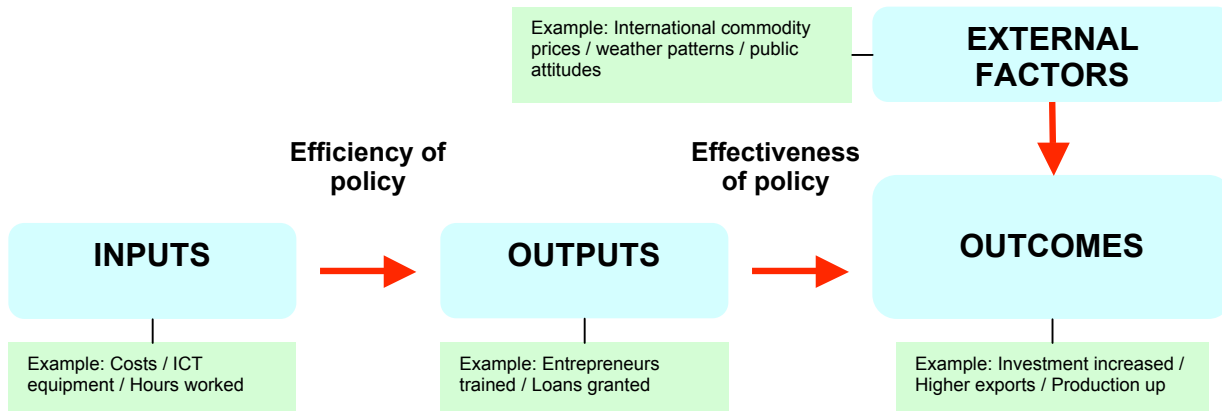 Example: International commodity
prices / weather patterns / public
attitudes
EXTERNAL
FACTORS
Efficiency of
policy
Effectiveness
of policy
INPUTS
OUTPUTS
OUTCOMES
Example: Costs / ICT
equipment / Hours worked
Example: Entrepreneurs
trained / Loans granted
Example: Investment increased /
Higher exports / Production up